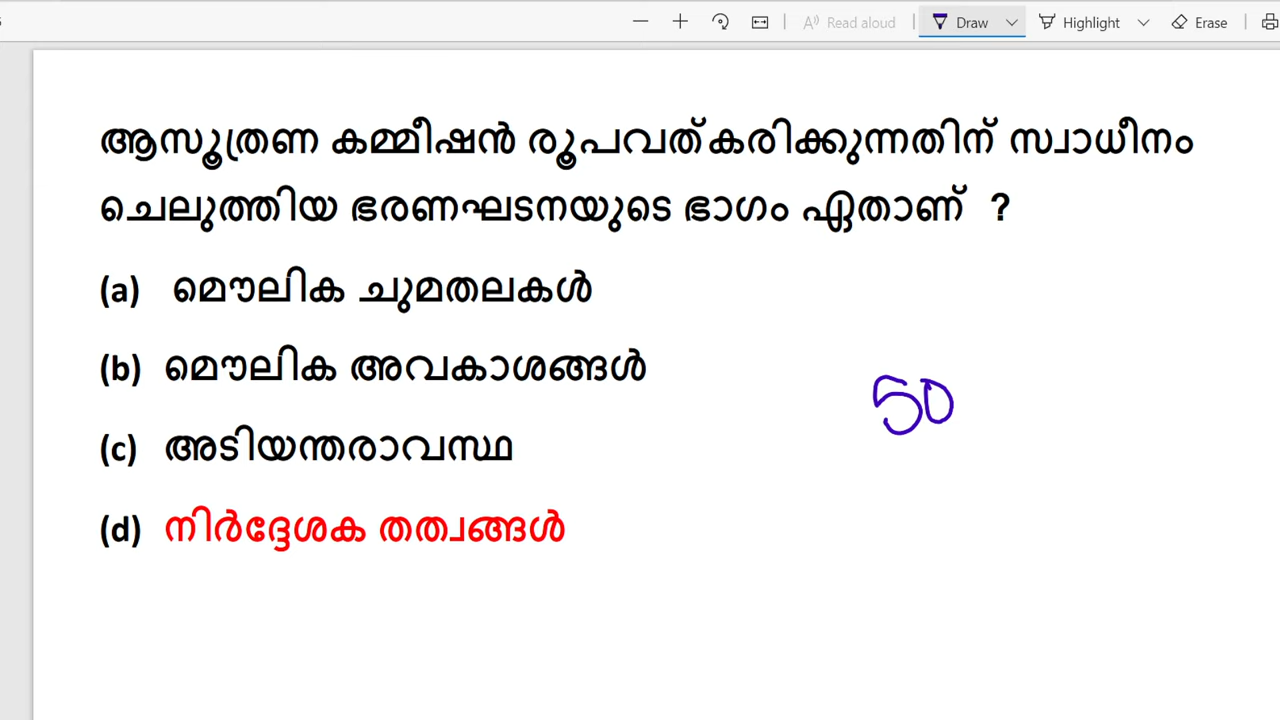 Read aloud Draw Highlight Erase
ആസൂത്രണ കമ്മീഷൻ രൂപവത്കരിക്കുന്നതിന് സ്വാധീനം
ചെലുത്തിയ ഭരണഘടനയുടെ ഭാഗം ഏതാണ് ?
(a) മൌലിക ചുമതലകൾ
(b) മൌലിക അവകാശങ്ങൾ
50
(c) അടിയന്തരാവസ്ഥ
(d) നിർദ്ദേശക തത്വങ്ങൾ